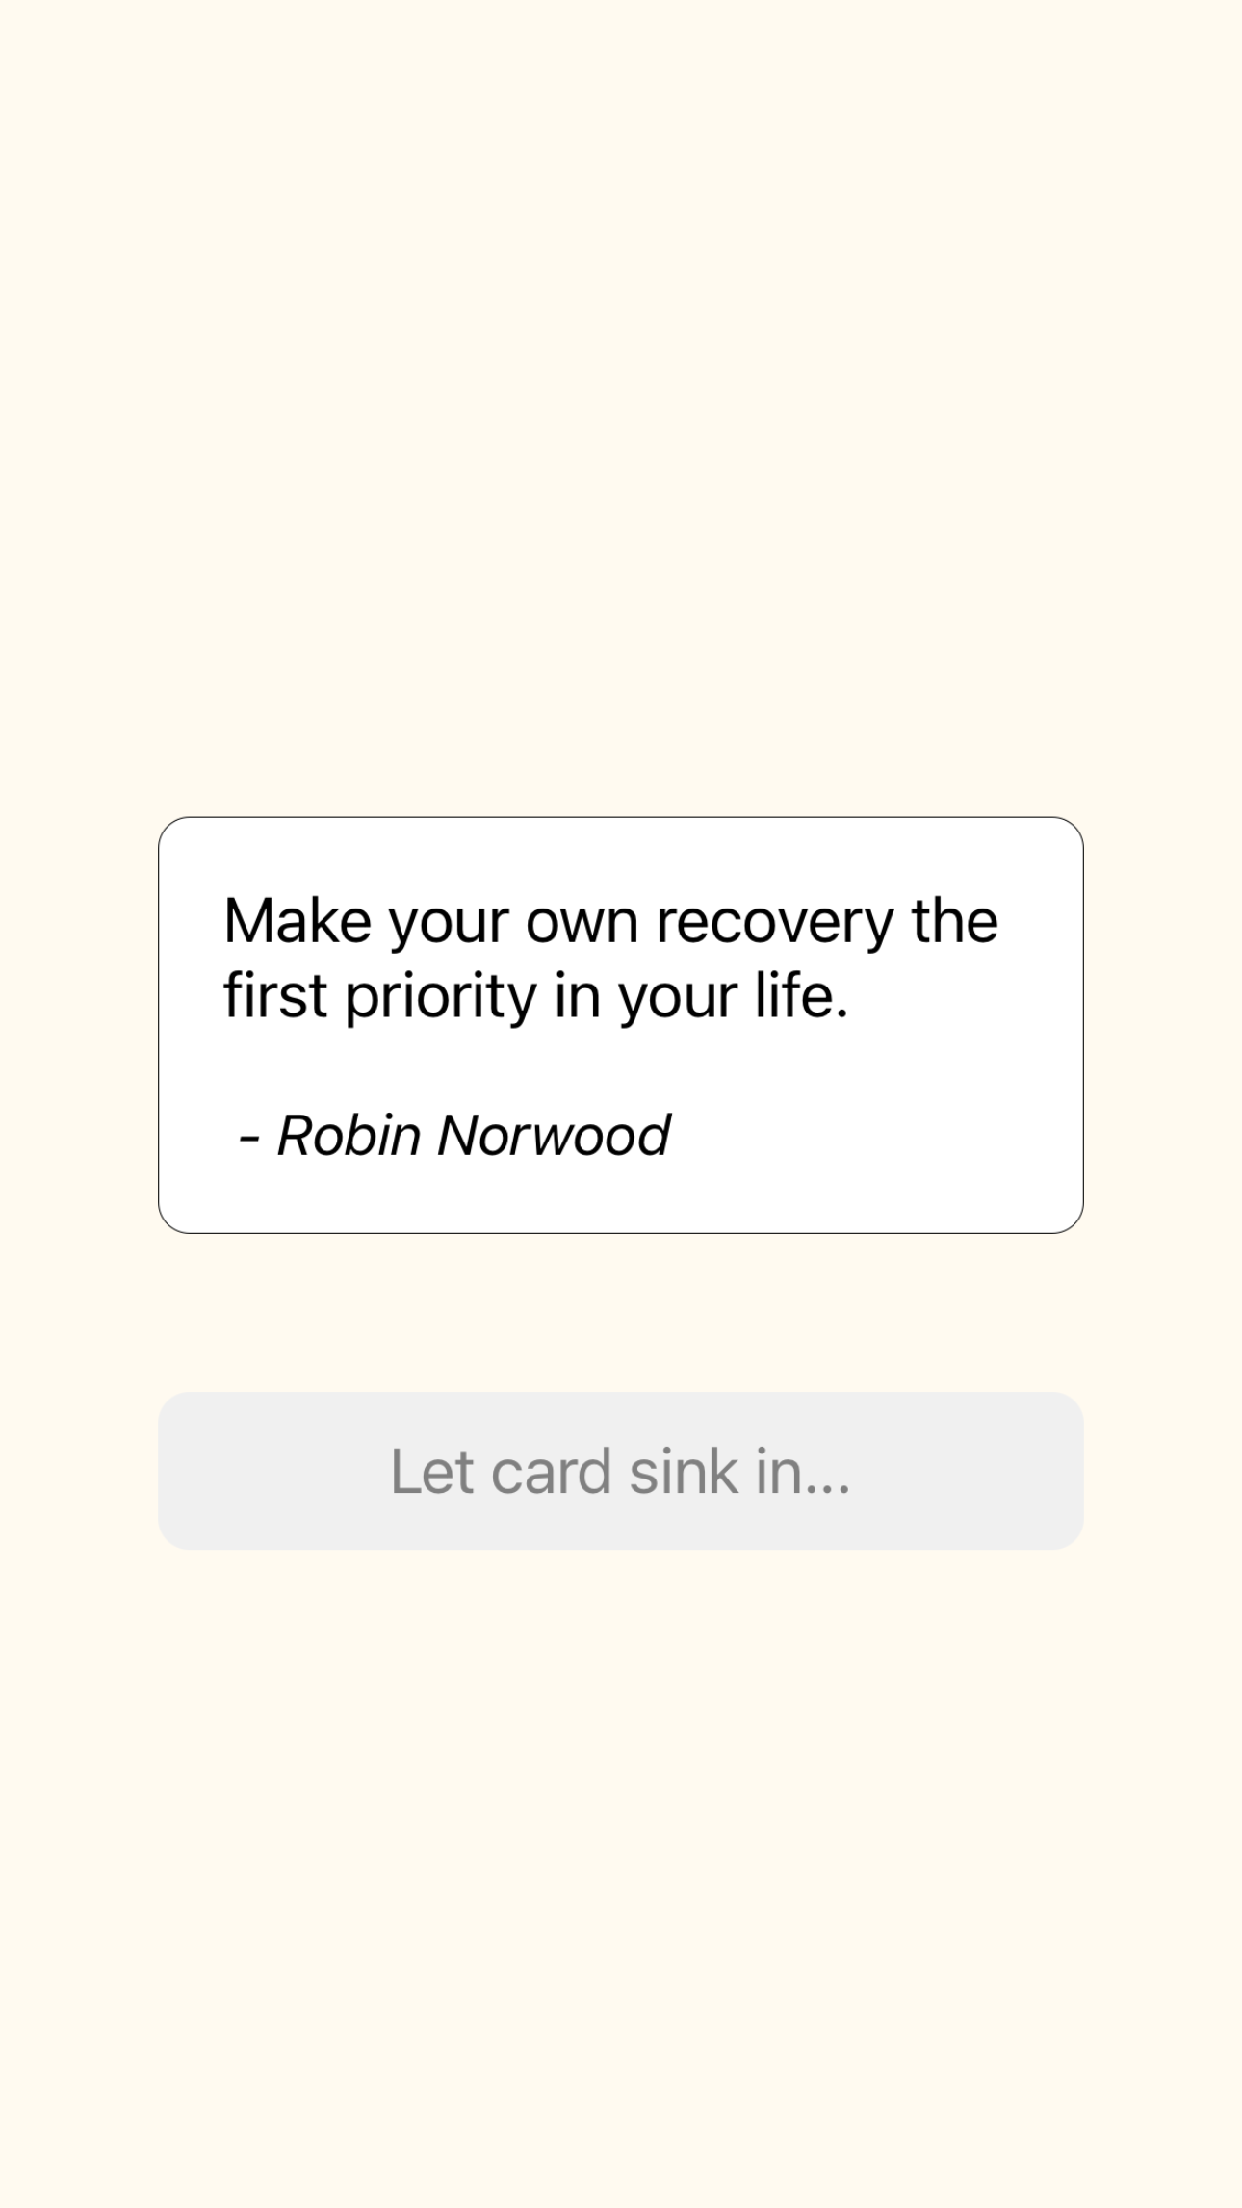 Make your own recovery the
first priority in your life.
- Robin Norwood
Let card sink in...